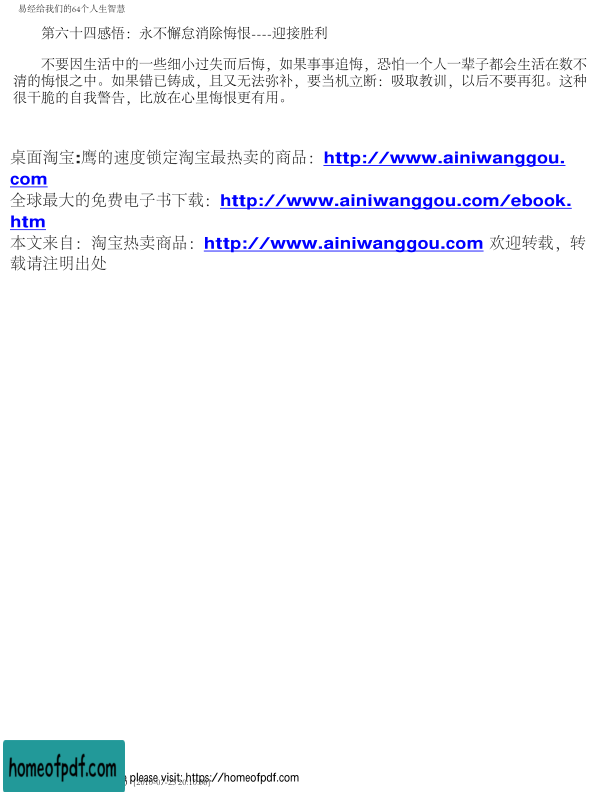 易经给我们的64个人生智慧
第六十四感悟：永不懈怠消除悔恨----迎接胜利
不要因生活中的一些细小过失而后悔，如果事事追悔，恐怕一个人一辈子都会生活在数不
清的悔恨之中。如果错已铸成，且又无法弥补，要当机立断：吸取教训，以后不要再犯。这种
很干脆的自我警告，比放在心里悔恨更有用。
桌面淘宝:鹰的速度锁定淘宝最热卖的商品：http://www.ainiwanggou.
com
全球最大的免费电子书下载：http://www.ainiwanggou.com/ebook.
htm
本文来自：淘宝热卖商品：http://www.ainiwanggou.com 欢迎转载，转
载请注明出处
homeofpdf.com
please visit: https://homeofpdf.com